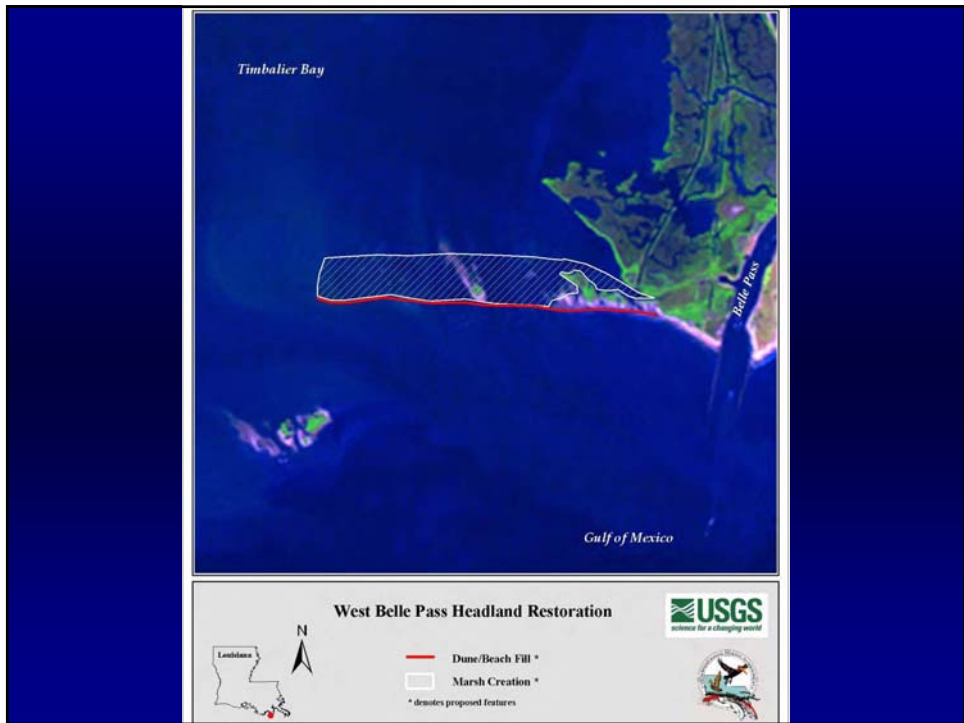 Timbalier Bay
Belle Pass
Gulf of Mexico
West Belle Pass Headland Restoration
USGS
science for a changing world
N
Louisiana
Dune/Beach Fill *
Marsh Creation *
* denotes proposed features